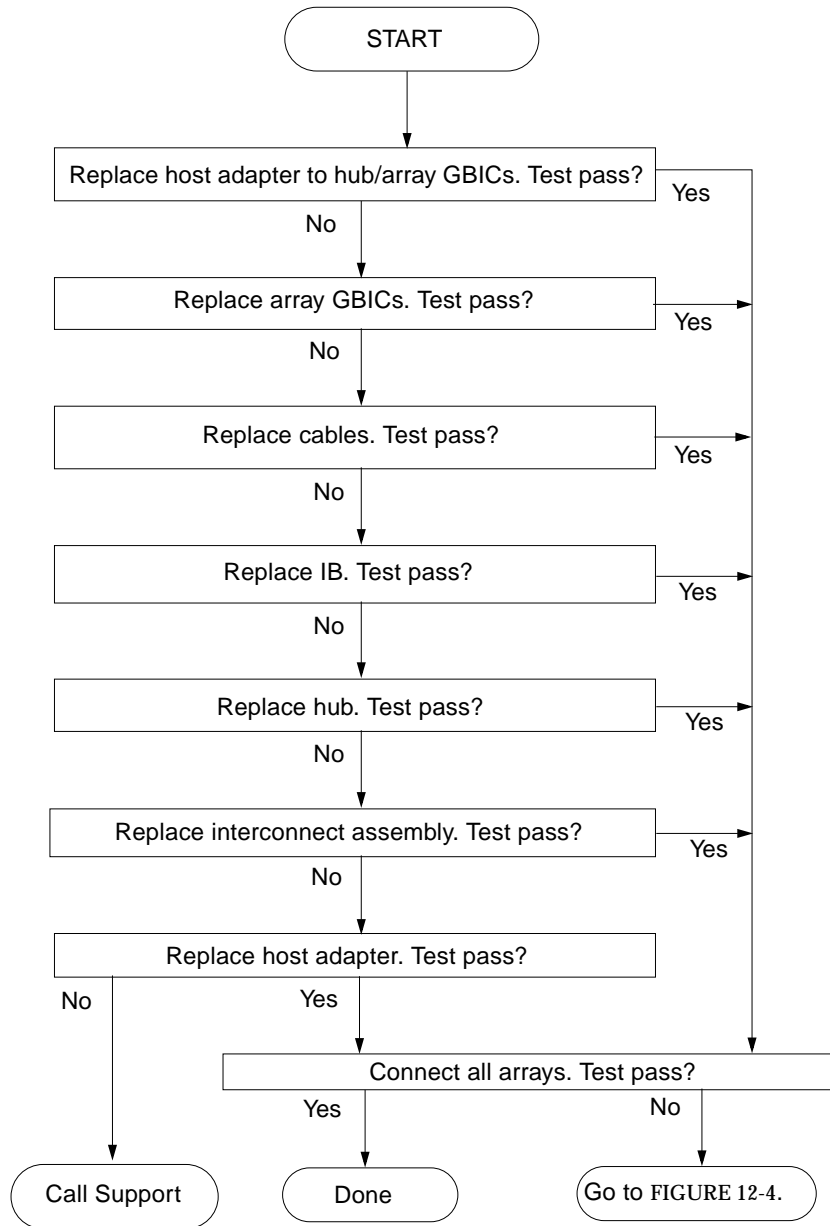 START
Replace host adapter to hub/array GBICs. Test pass?
Yes
No
Replace array GBICs. Test pass?
Yes
No
Replace cables. Test pass?
Yes
No
Replace IB. Test pass?
Yes
No
Replace hub. Test pass?
Yes
No
Replace interconnect assembly. Test pass?
Yes
No
Replace host adapter. Test pass?
No
Yes
Connect all arrays. Test pass?
Yes
No
Call Support
Done
Go to FIGURE 12-4.